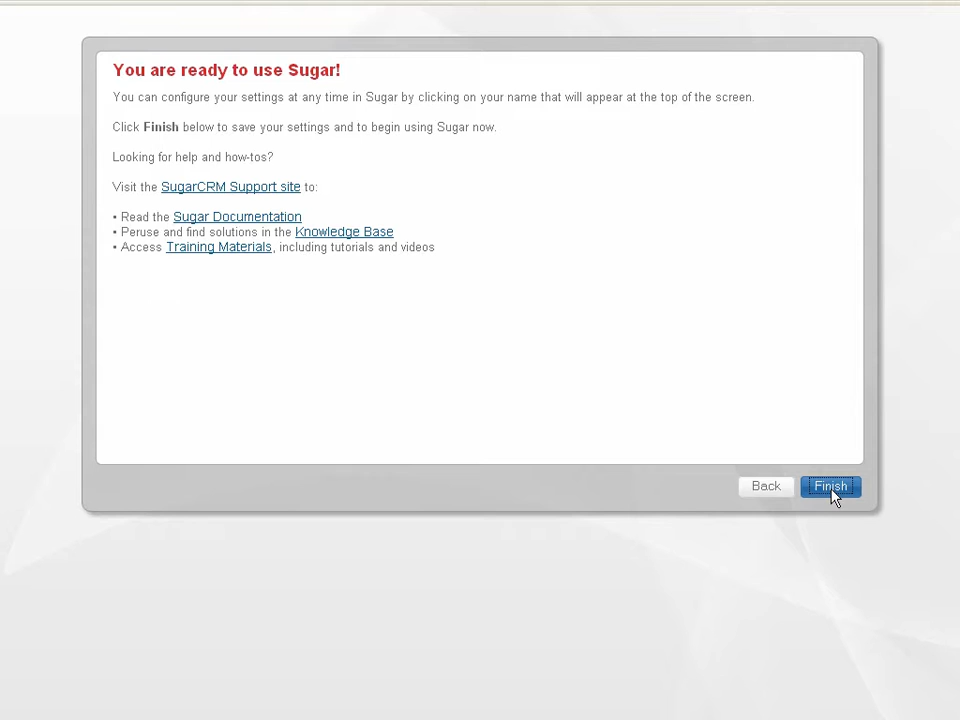 You are ready to use Sugar!
You can configure your settings at any time in Sugar by clicking on your name that will appear at the top of the screen.
Click Finish below to save your settings and to begin using Sugar now.
Looking for help and how-tos?
Visit the SugarCRM Support site to:
• Read the Sugar Documentation
• Peruse and find solutions in the Knowledge Base
• Access Training Materials, including tutorials and videos
Back Finish